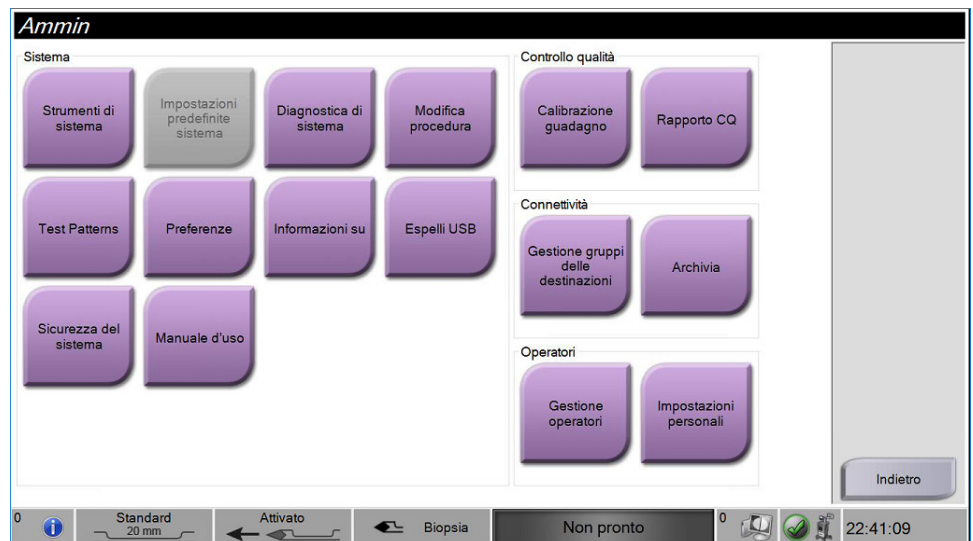 Ammin
Sistema
Strumenti di
sistema
Impostazioni
predefinite
sistema
Diagnostica di
sistema
Modifica
procedura
Test Patterns
Preferenze
Informazioni su
Espelli USB
Sicurezza del
sistema
Manuale d'uso
Controllo qualità
Calibrazione
guadagno
Rapporto CQ
Connettività
Gestione gruppi
delle
destinazioni
Archivia
Operatori
Gestione
operatori
Impostazioni
personali
Indietro
0
Standard
20 mm
Attivato
Biopsia
Non pronto
0
22:41:09